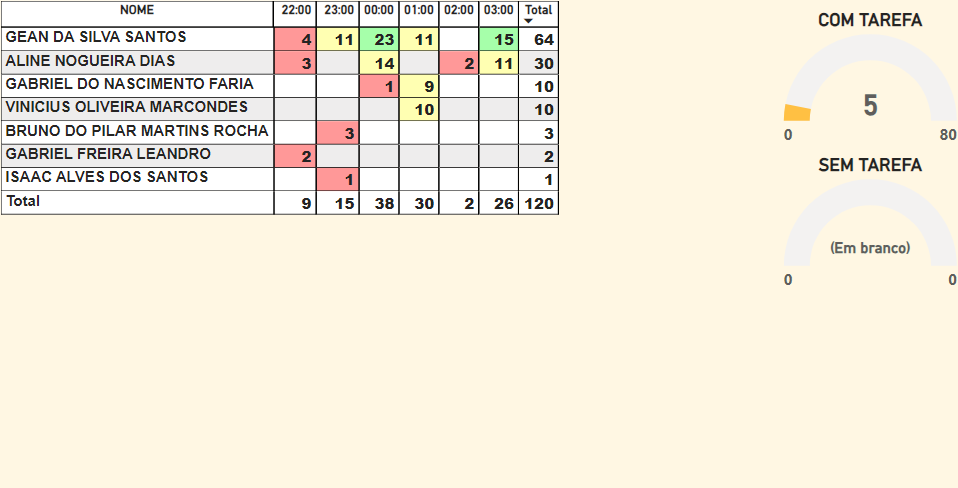 NOME 22:00 23:00 00:00 01:00 02:00 03:00 Total
GEAN DA SILVA SANTOS 4 11 23 11 15 64
ALINE NOGUEIRA DIAS 3 14 2 11 30
GABRIEL DO NASCIMENTO FARIA 1 9 10
VINICIUS OLIVEIRA MARCONDES 10 10
BRUNO DO PILAR MARTINS ROCHA 3 3
GABRIEL FREIRA LEANDRO 2 2
ISAAC ALVES DOS SANTOS 1 1
Total 9 15 38 30 2 26 120
COM TAREFA
5
0 80
SEM TAREFA
(Em branco)
0 0